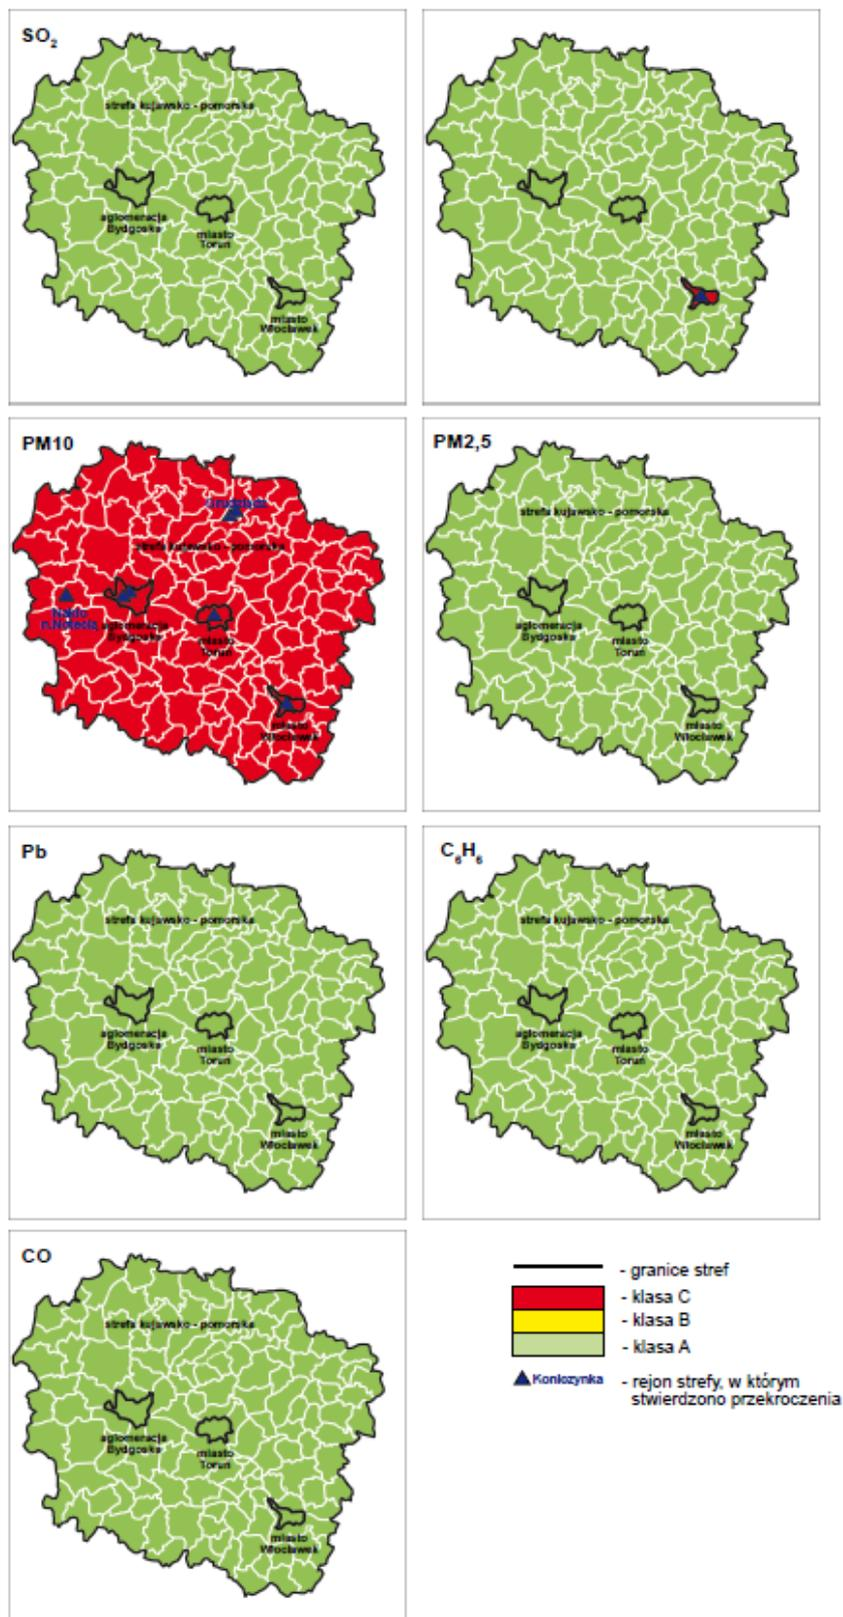 SO2
strefa kujawsko - pomorska
aglomeracja
Bydgoska
miasto
Toruń
miasto
Włocławek
PM10
Grudziądz
strefa kujawsko - pomorska
Nakło
n.Notecią
aglomeracja
Bydgoska
miasto
Toruń
miasto
Włocławek
PM2,5
strefa kujawsko - pomorska
aglomeracja
Bydgoska
miasto
Toruń
miasto
Włocławek
Pb
strefa kujawsko - pomorska
aglomeracja
Bydgoska
miasto
Toruń
miasto
Włocławek
C6H6
strefa kujawsko - pomorska
aglomeracja
Bydgoska
miasto
Toruń
miasto
Włocławek
CO
strefa kujawsko - pomorska
aglomeracja
Bydgoska
miasto
Toruń
miasto
Włocławek
- granice stref
- klasa C
- klasa B
- klasa A
Koniczynka - rejon strefy, w którym
stwierdzono przekroczenia